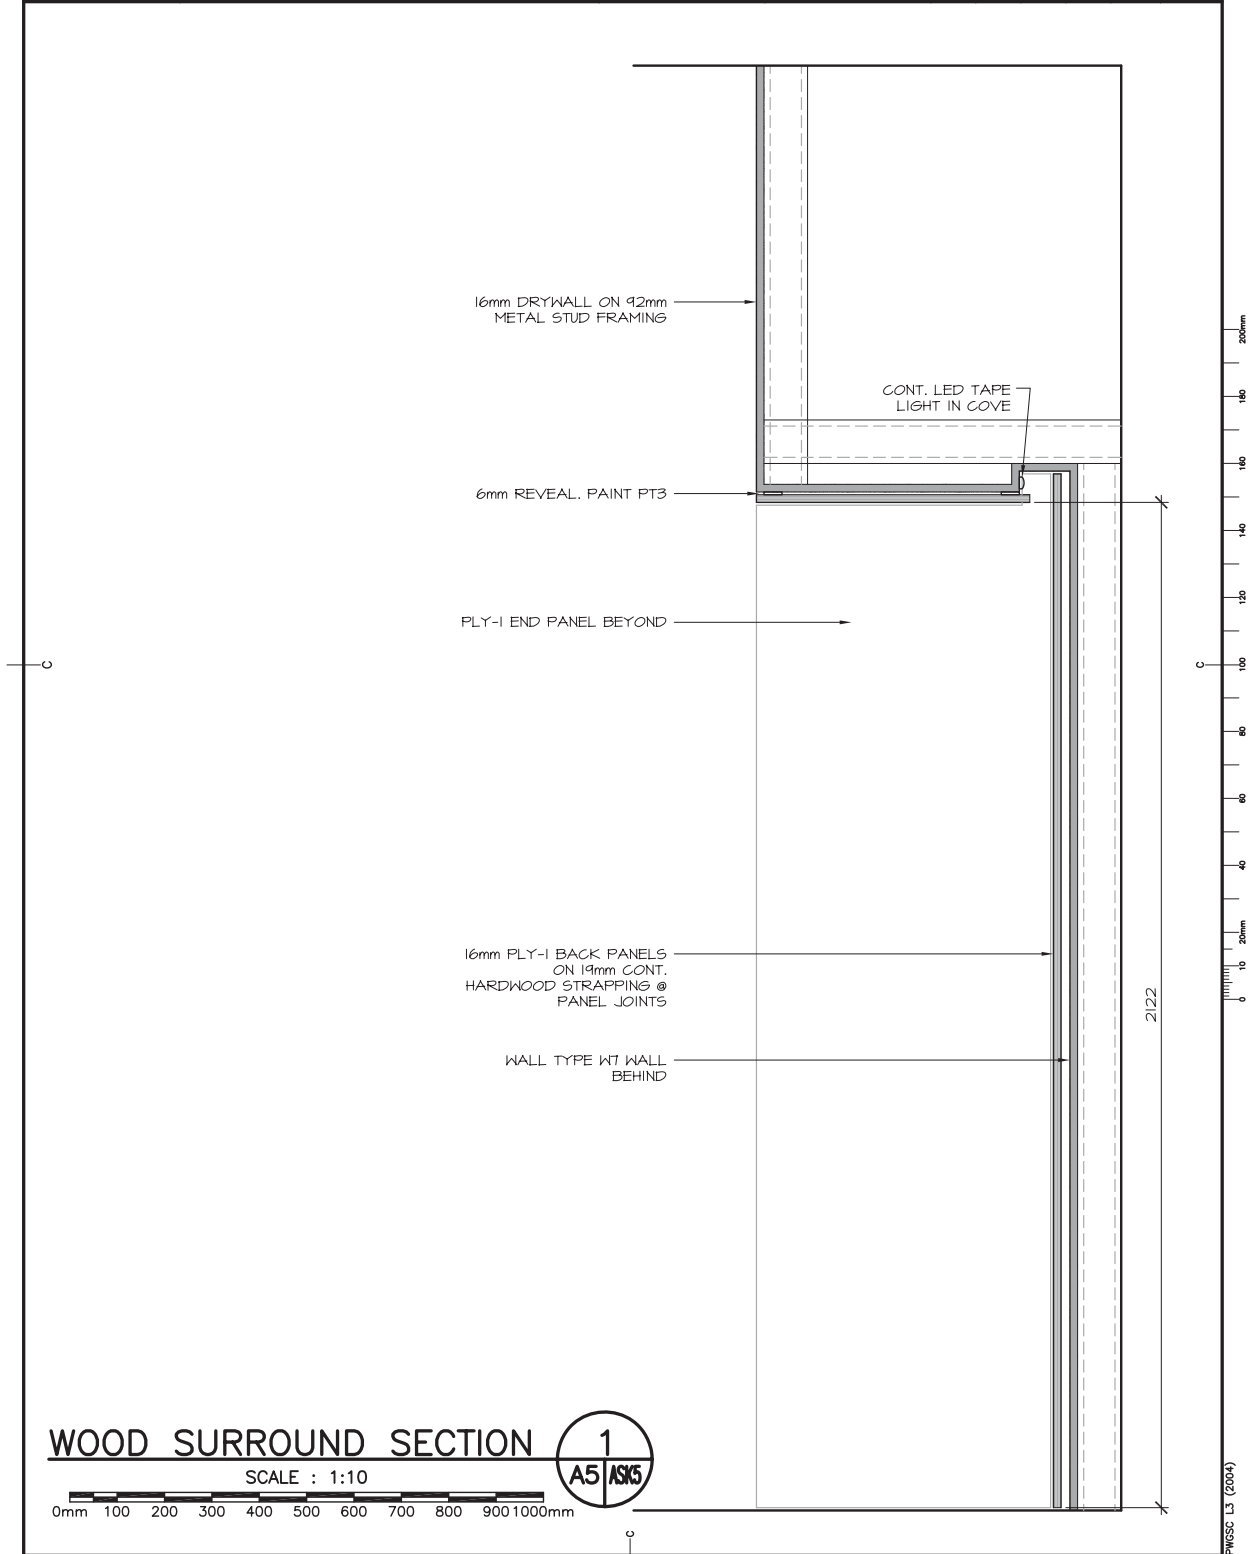 16mm DRYWALL ON 92mm
METAL STUD FRAMING
CONT. LED TAPE
LIGHT IN COVE
6mm REVEAL. PAINT PT3
PLY-1 END PANEL BEYOND
C
C
16mm PLY-1 BACK PANELS
ON 19mm CONT.
HARDWOOD STRAPPING @
PANEL JOINTS
WALL TYPE W7 WALL
BEHIND
2122
200mm
180
160
140
120
100
80
60
40
20mm
10
0
WOOD SURROUND SECTION
1
A5 ASK5
SCALE : 1:10
0mm 100 200 300 400 500 600 700 800 900 1000mm
C
PWGSC L3 (2004)